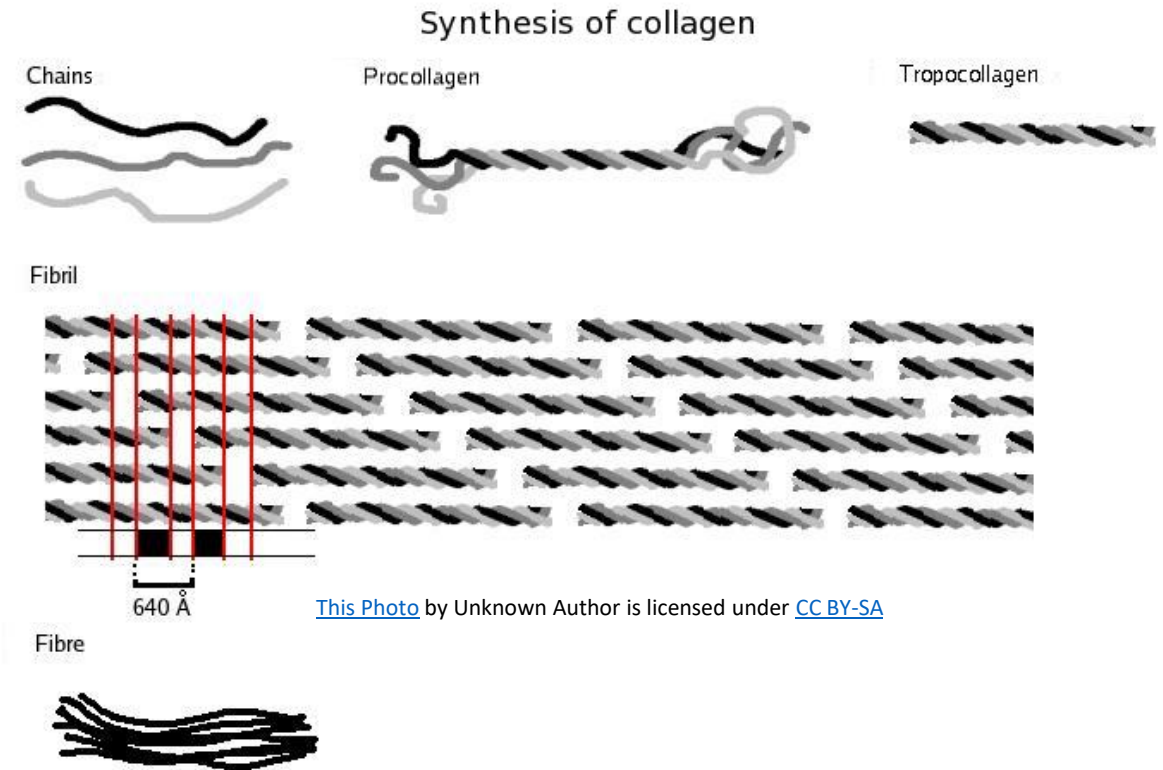 Synthesis of collagen
Chains
Procollagen
Tropocollagen
Fibril
640 Å
This Photo by Unknown Author is licensed under CC BY-SA
Fibre